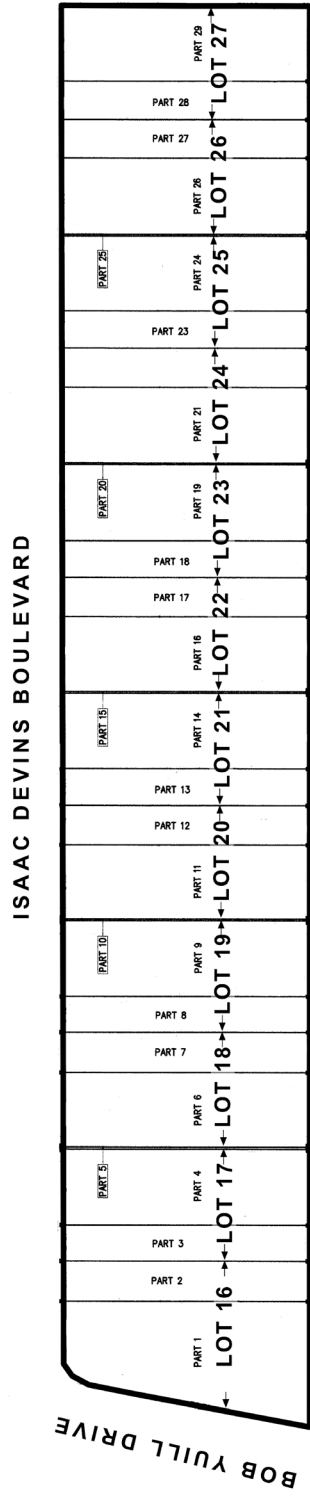 PART 29
LOT 27
PART 28
PART 27
LOT 26
PART 26
PART 25
PART 24
LOT 25
PART 23
LOT 24
PART 21
PART 20
PART 19
LOT 23
PART 18
PART 17
LOT 22
PART 16
PART 15
PART 14
LOT 21
PART 13
PART 12
LOT 20
PART 11
PART 10
PART 9
LOT 19
PART 8
PART 7
LOT 18
PART 6
PART 5
PART 4
LOT 17
PART 3
PART 2
LOT 16
PART 1
ISAAC DEVINS BOULEVARD
BOB YUILL DRIVE